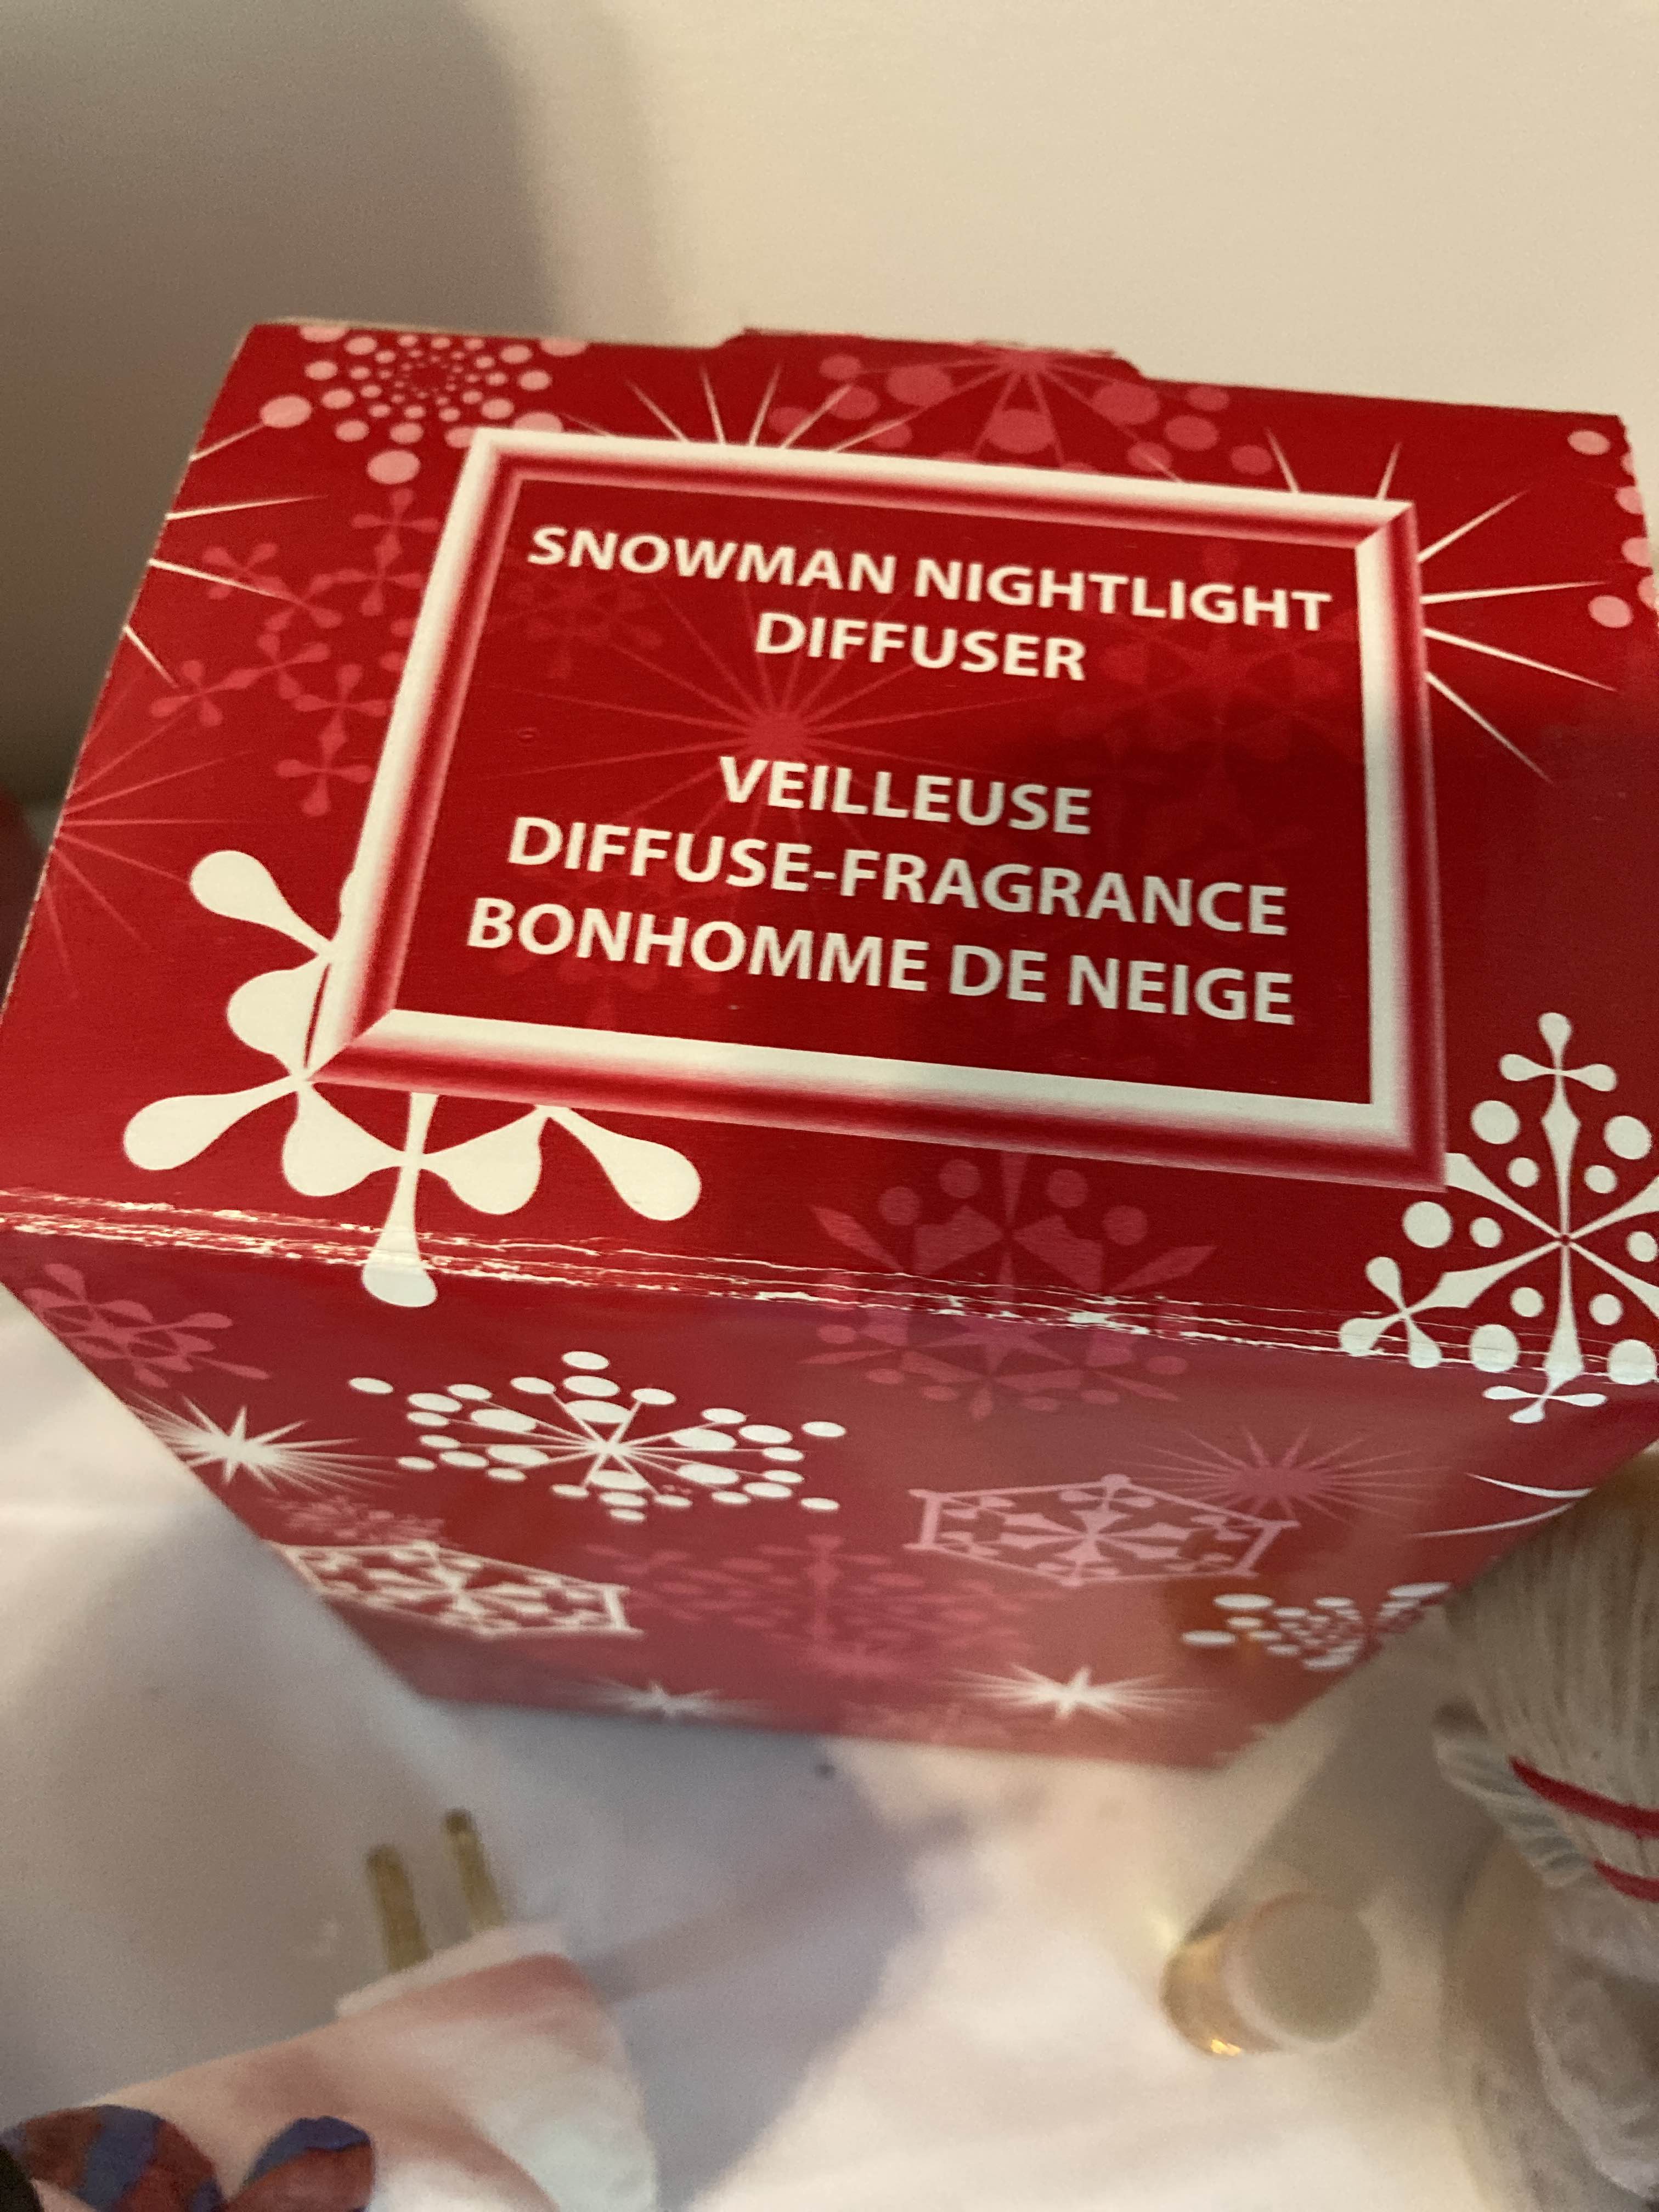 SNOWMAN NIGHTLIGHT
DIFFUSER
VEILLEUSE
DIFFUSE-FRAGRANCE
BONHOMME DE NEIGE